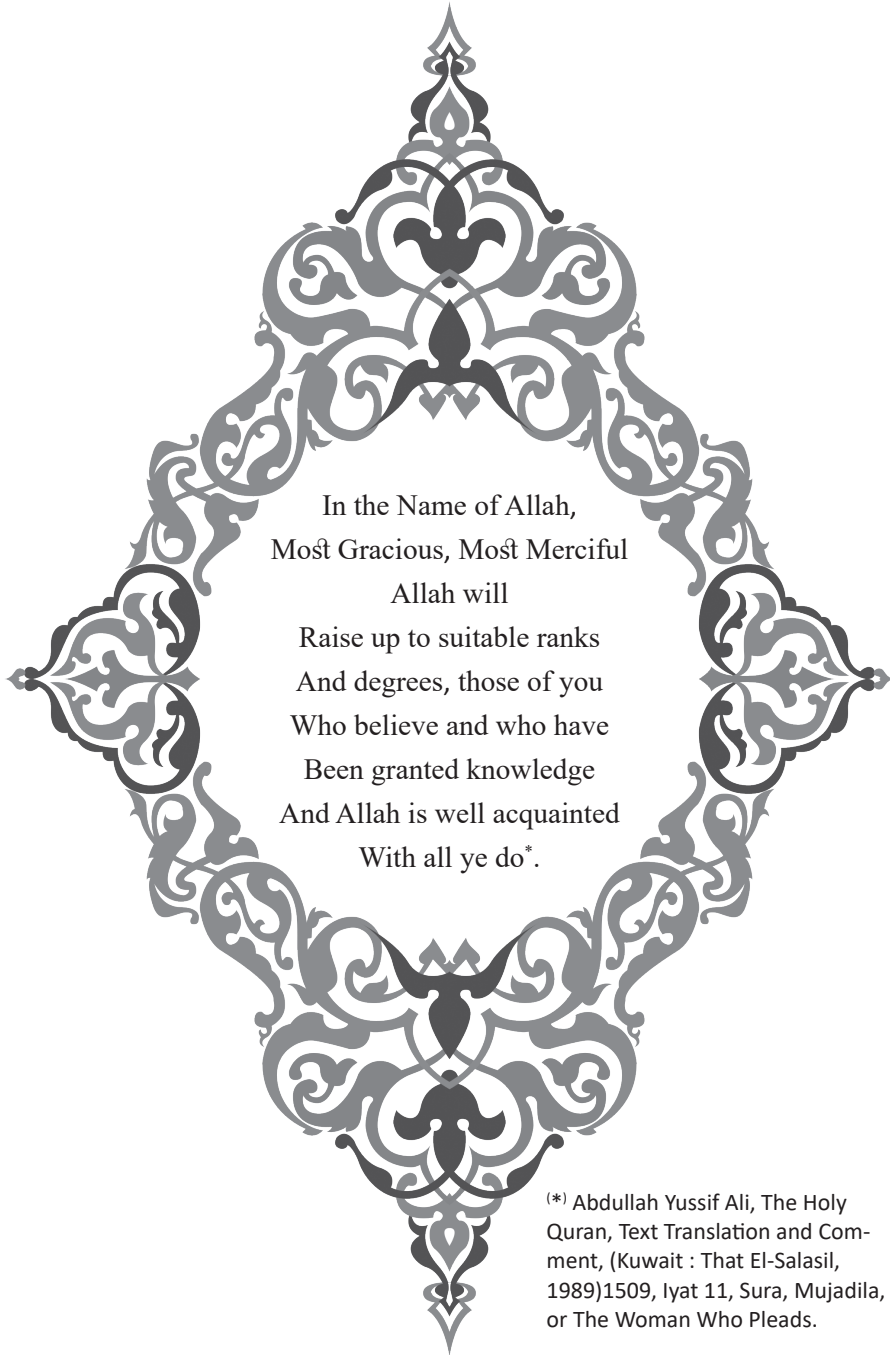 In the Name of Allah,
Most Gracious, Most Merciful
Allah will
Raise up to suitable ranks
And degrees, those of you
Who believe and who have
Been granted knowledge
And Allah is well acquainted
With all ye do*.
(*) Abdullah Yussif Ali, The Holy
Quran, Text Translation and Com-
ment, (Kuwait : That El-Salasil,
1989)1509, Iyat 11, Sura, Mujadila,
or The Woman Who Pleads.